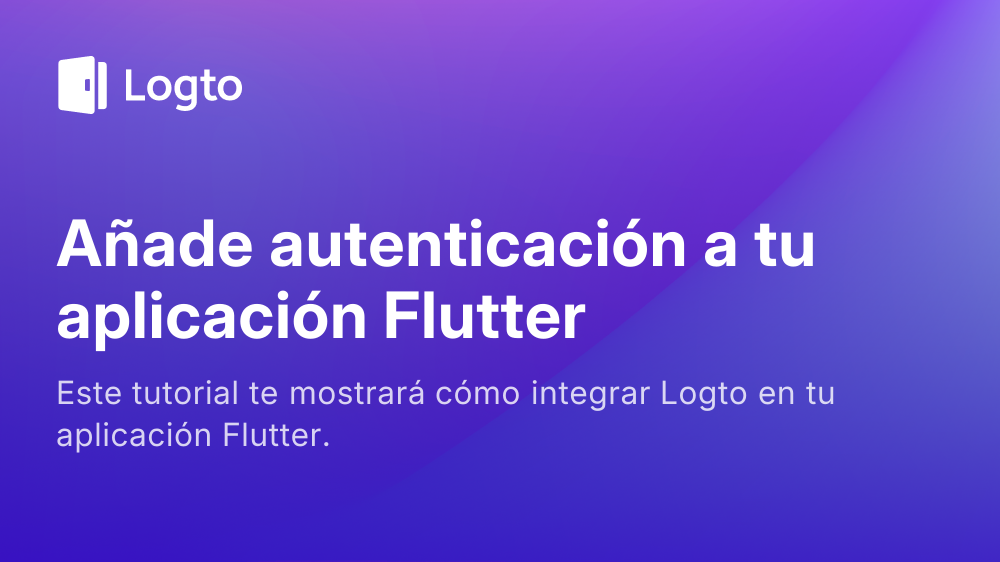 Logto
Añade autenticación a tu
aplicación Flutter
Este tutorial te mostrará cómo integrar Logto en tu
aplicación Flutter.